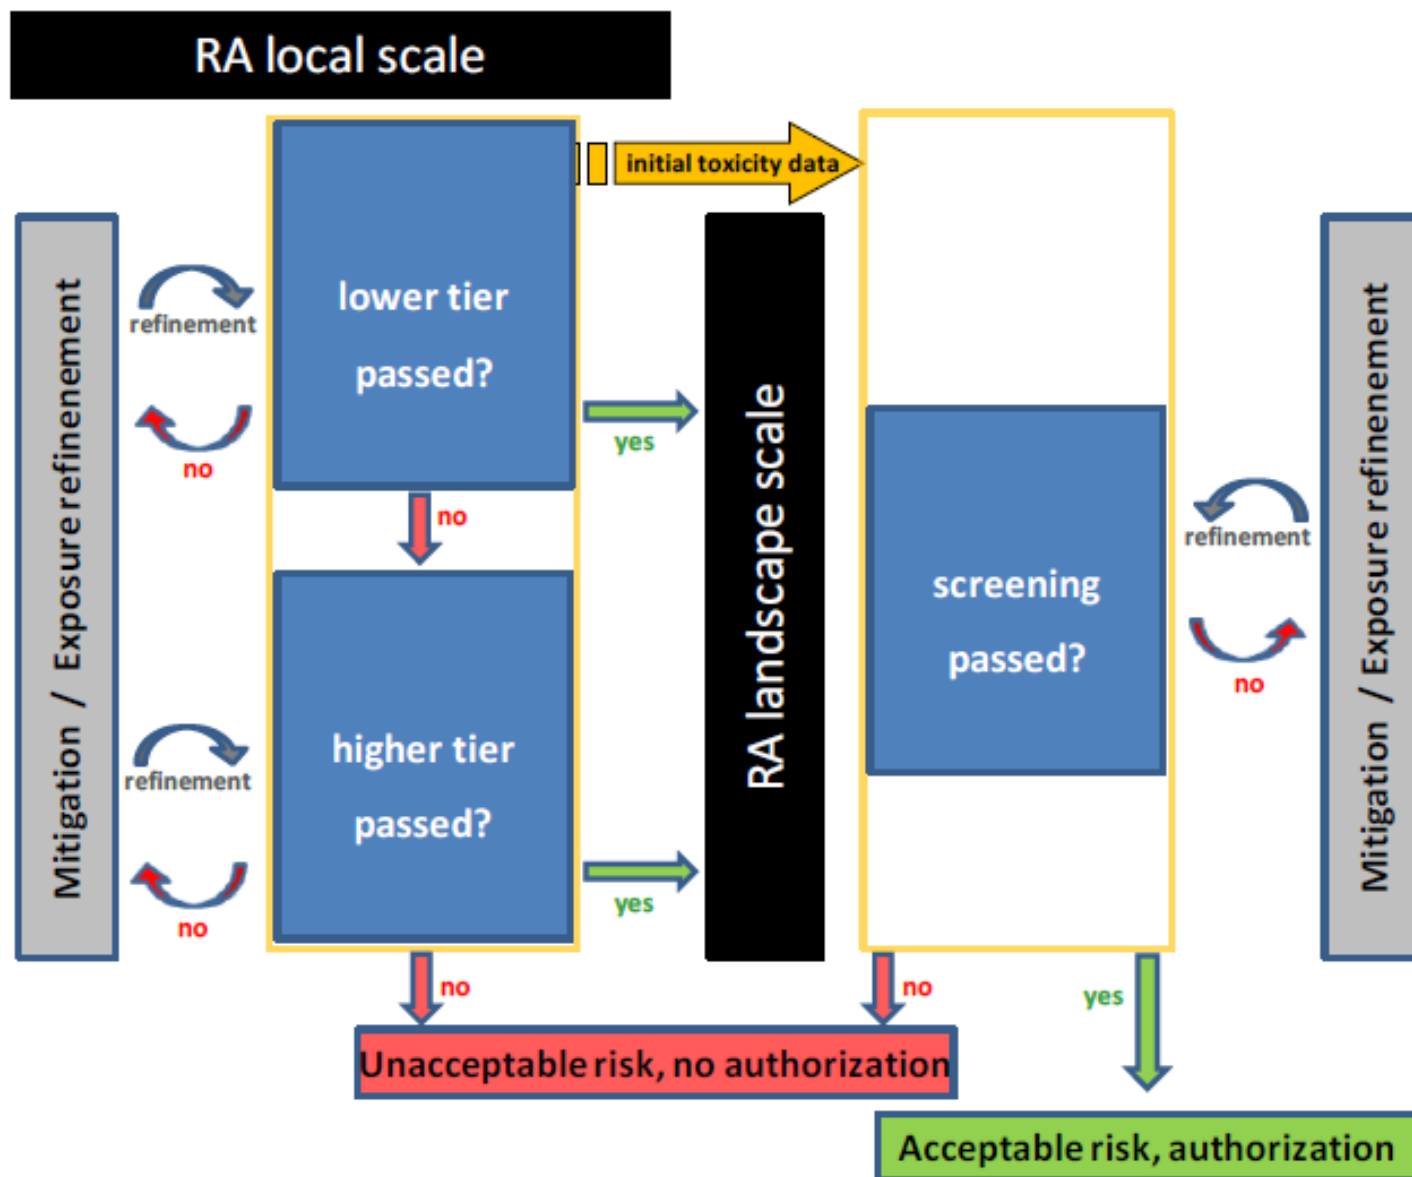 RA local scale
initial toxicity data
lower tier
passed?
refinement
no
yes
no
Mitigation / Exposure refinenement
higher tier
passed?
refinement
no
yes
no
RA landscape scale
screening
passed?
refinement
no
Mitigation / Exposure refinement
no
yes
Unacceptable risk, no authorization
Acceptable risk, authorization